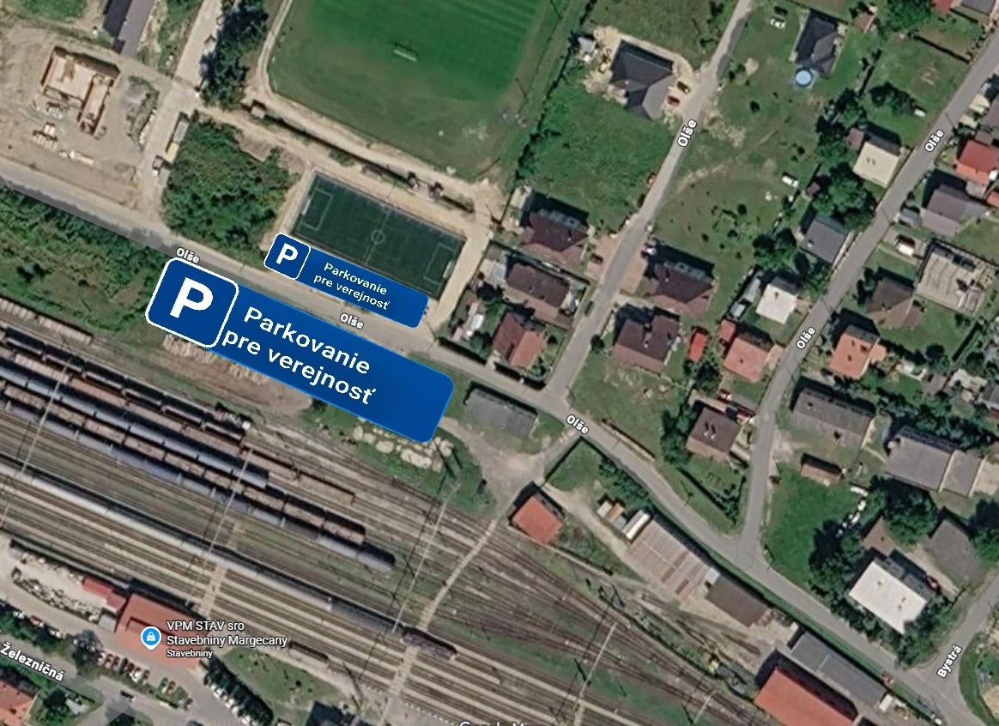 Olše
Olše
Olše
P
Parkovanie
pre verejnosť
P
Parkovanie
pre verejnosť
Olše
Olše
Olše
VPM STAV sro
Stavebniny Margecany
Stavebniny
Železničná
Bystrá